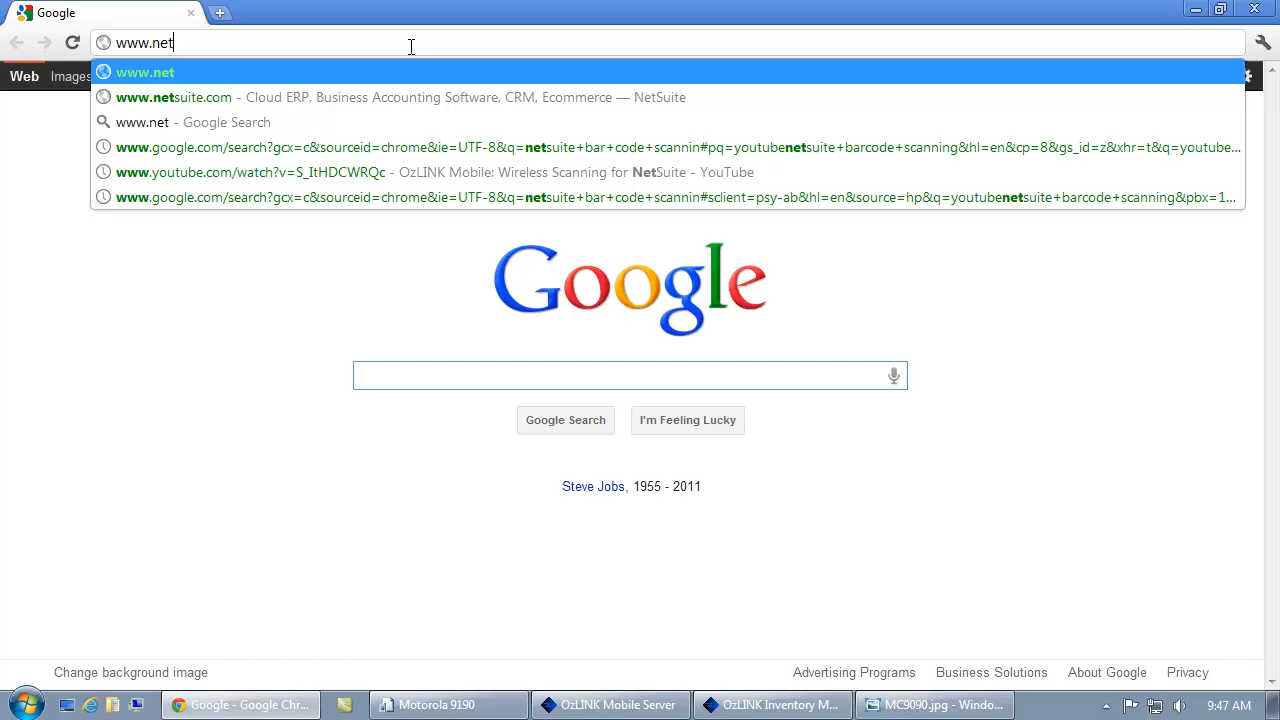 Google
www.net
Web Images
www.net
www.netsuite.com - Cloud ERP, Business Accounting Software, CRM, Ecommerce — NetSuite
www.net - Google Search
www.google.com/search?gcx=c&sourceid=chrome&ie=UTF-8&q=netsuite+bar+code+scannin#pq=youtubenetsuite+barcode+scanning&hl=en&cp=8&gs_id=z&xhr=t&q=youtube...
www.youtube.com/watch?v=S_ItHDCWRQc - OzLINK Mobile: Wireless Scanning for NetSuite - YouTube
www.google.com/search?gcx=c&sourceid=chrome&ie=UTF-8&q=netsuite+bar+code+scannin#sclient=psy-ab&hl=en&source=hp&q=youtubenetsuite+barcode+scanning&pbx=1...
Google
Google Search I'm Feeling Lucky
Steve Jobs, 1955 - 2011
Change background image Advertising Programs Business Solutions About Google Privacy
Google - Google Chr... Motorola 9190 OzLINK Mobile Server OzLINK Inventory M... MC9090.jpg - Windo... 9:47 AM